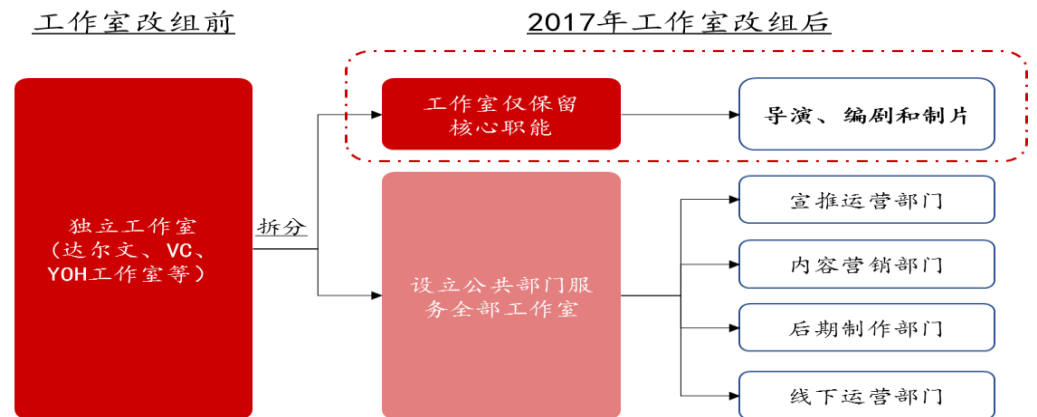 工作室改组前
2017年工作室改组后
独立工作室
(达尔文、VC、
YOH工作室等)
拆分
工作室仅保留
核心职能
导演、编剧和制片
设立公共部门服
务全部工作室
宣推运营部门
内容营销部门
后期制作部门
线下运营部门